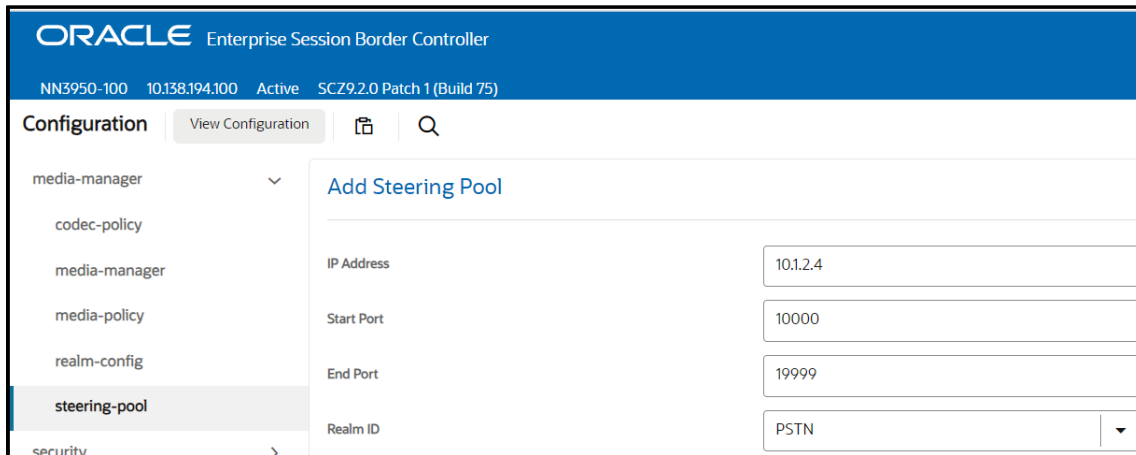 ORACLE Enterprise Session Border Controller
NN3950-100 10.138.194.100 Active SCZ9.2.0 Patch 1 (Build 75)
Configuration View Configuration
media-manager
codec-policy
media-manager
media-policy
realm-config
steering-pool
security
Add Steering Pool
IP Address 10.1.2.4
Start Port 10000
End Port 19999
Realm ID PSTN